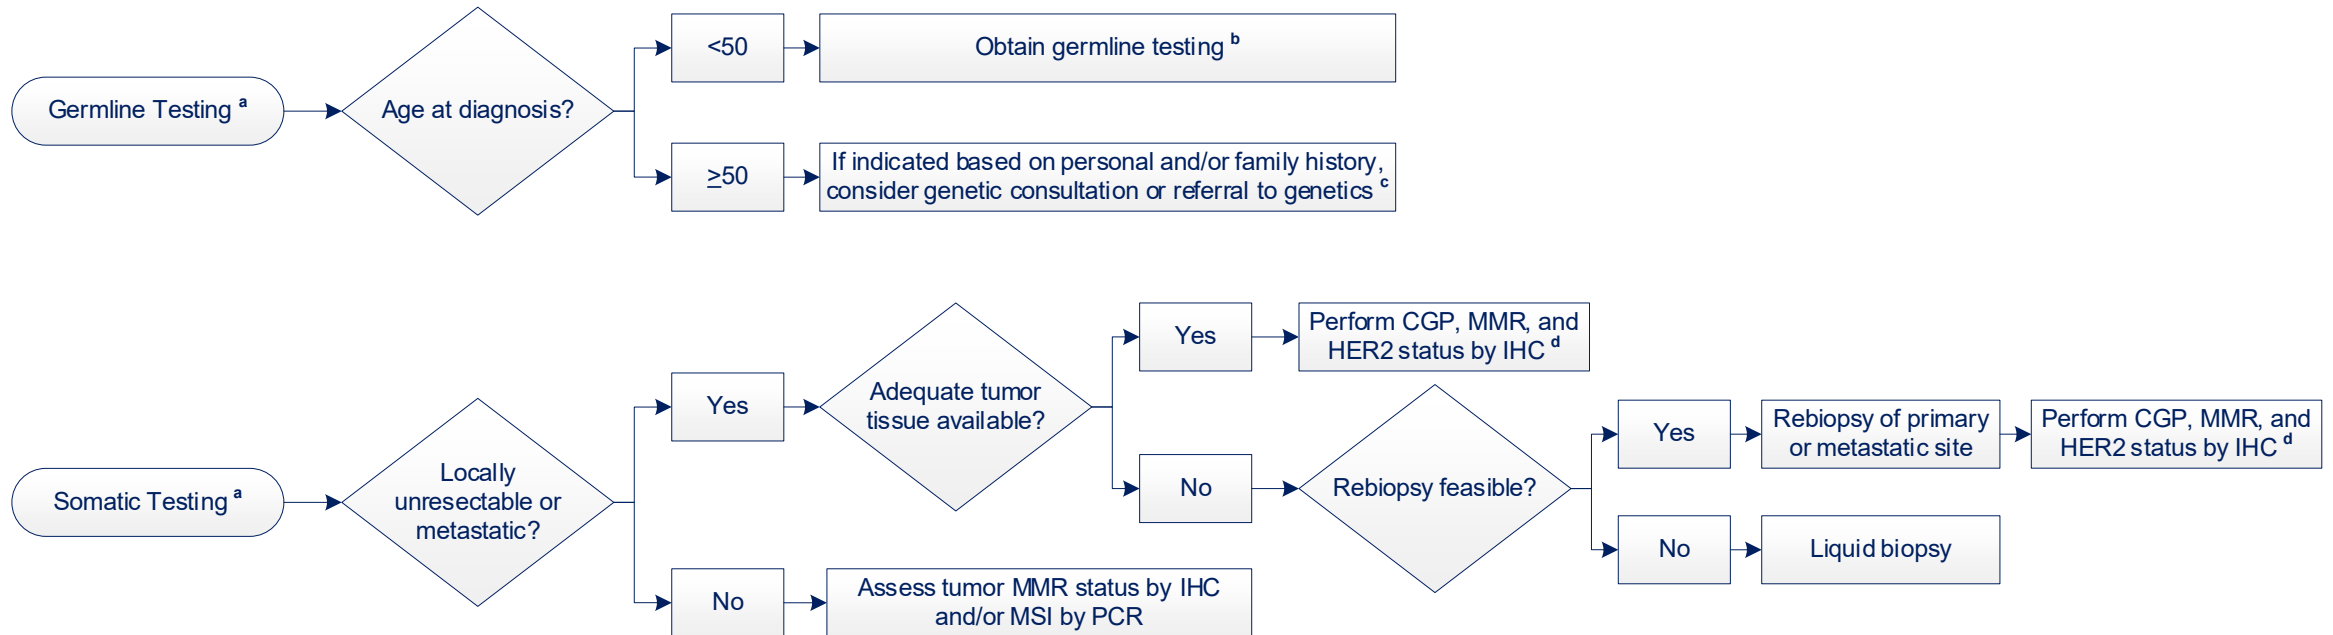 Germline Testing a
Age at diagnosis?
<50
Obtain germline testing b
≥50
If indicated based on personal and/or family history,
consider genetic consultation or referral to genetics c
Somatic Testing a
Locally
unresectable or
metastatic?
Yes
Adequate tumor
tissue available?
Yes
Perform CGP, MMR, and
HER2 status by IHC d
No
Rebiopsy feasible?
Yes
Rebiopsy of primary
or metastatic site
Perform CGP, MMR, and
HER2 status by IHC d
No
Liquid biopsy
No
Assess tumor MMR status by IHC
and/or MSI by PCR